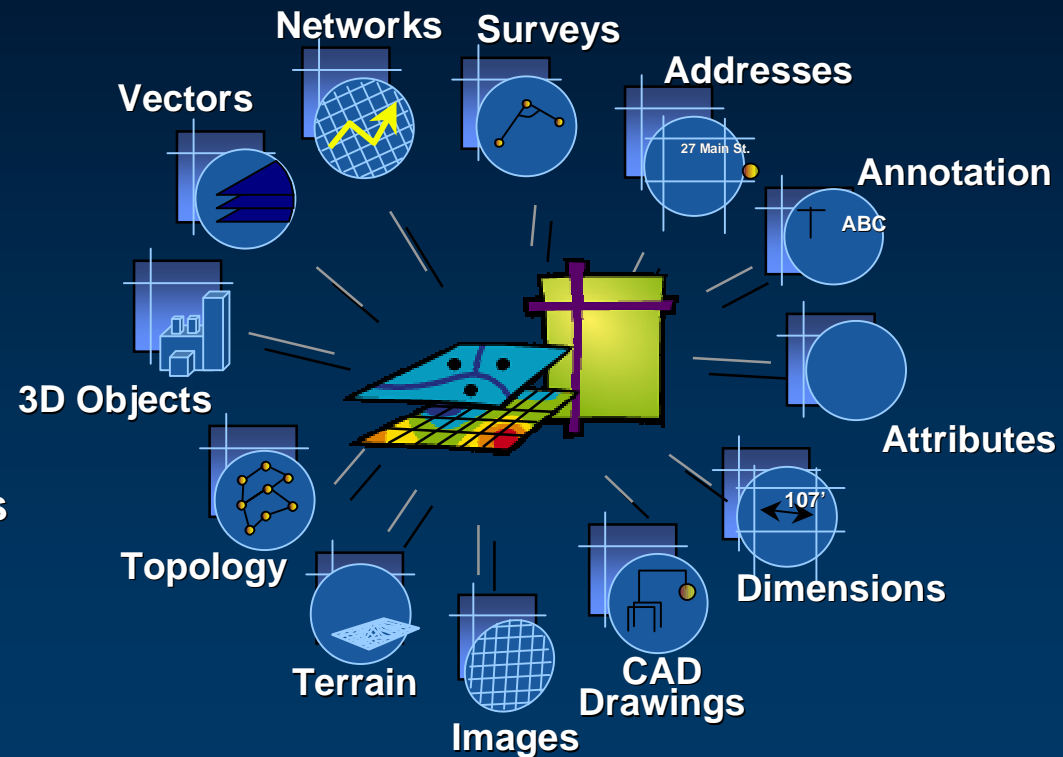 Networks
Surveys
Addresses
Vectors
27 Main St.
Annotation
ABC
3D Objects
Attributes
107'
s
Topology
Dimensions
Terrain
CAD
Drawings
Images